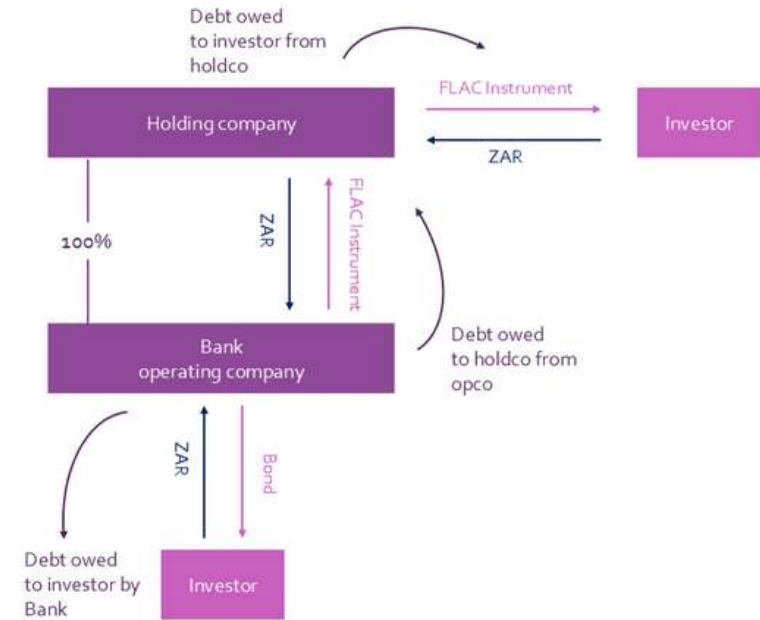 Debt owed
to investor from
holdco
FLAC Instrument
Holding company
Investor
ZAR
100%
ZAR
FLAC Instrument
Bank
operating company
Debt owed
to holdco from
opco
ZAR
Bond
Debt owed
to investor by
Bank
Investor